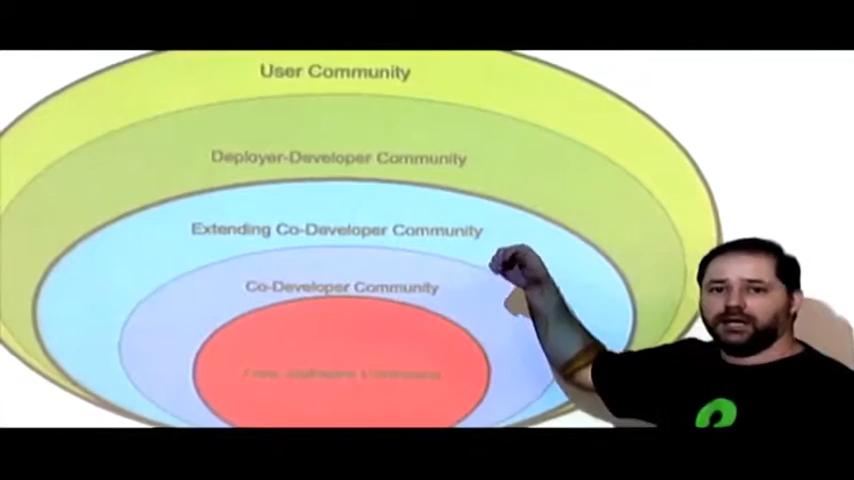 User Community
Deployer-Developer Community
Extending Co-Developer Community
Co-Developer Community